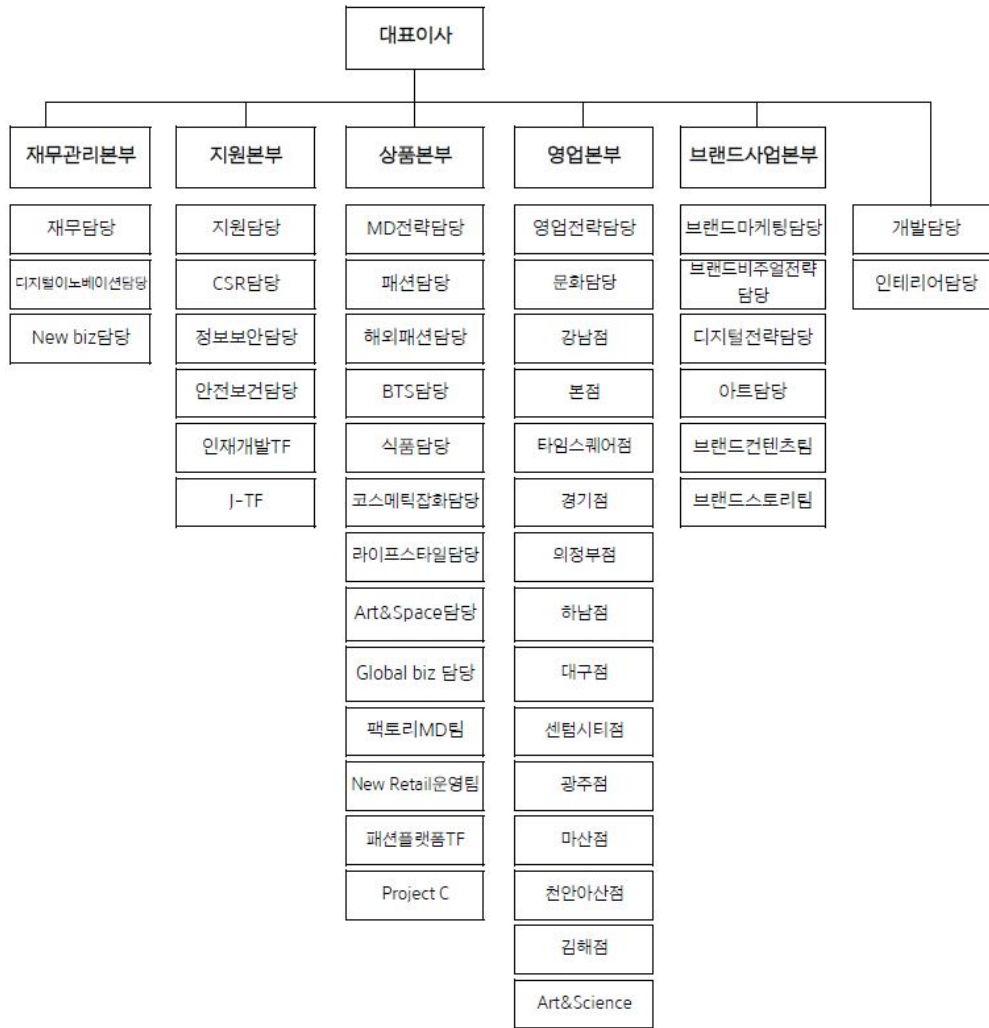 대표이사
재무관리본부
지원본부
상품본부
영업본부
브랜드사업본부
재무담당
디지털이노베이션담당
New biz담당
지원담당
CSR담당
정보보안담당
안전보건담당
인재개발TF
J-TF
MD전략담당
패션담당
해외패션담당
BTS담당
식품담당
코스메틱잡화담당
라이프스타일담당
Art&Space담당
Global biz 담당
팩토리MD팀
New Retail운영팀
패션플랫폼TF
Project C
영업전략담당
문화담당
강남점
본점
타임스퀘어점
경기점
의정부점
하남점
대구점
센텀시티점
광주점
마산점
천안아산점
김해점
Art&Science
브랜드마케팅담당
브랜드비주얼전략
담당
디지털전략담당
아트담당
브랜드컨텐츠팀
브랜드스토리팀
개발담당
인테리어담당